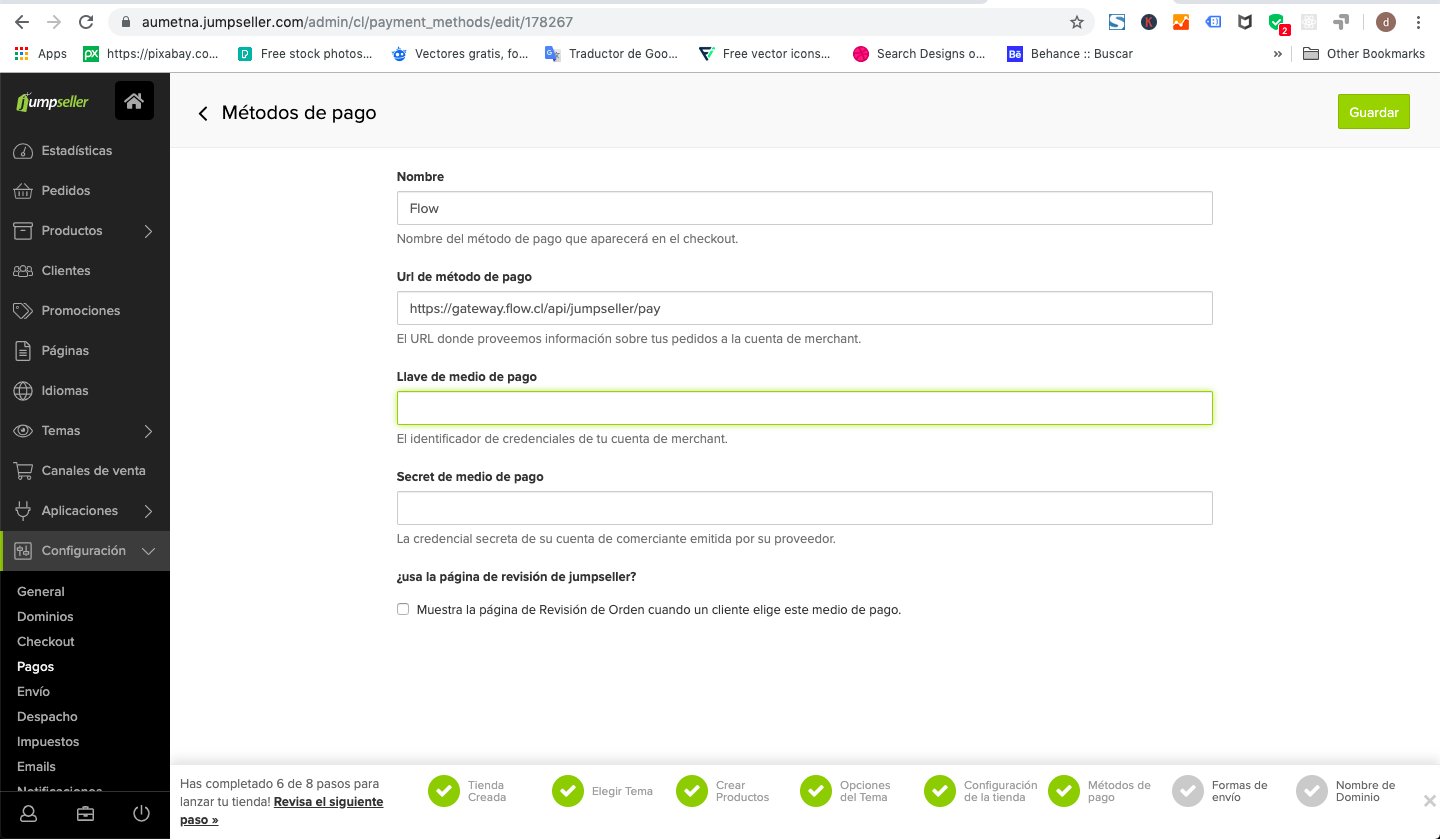 aumetna.jumpseller.com/admin/cl/payment_methods/edit/178267
K
2
d
Apps
px https://pixabay.co...
Free stock photos...
Vectores gratis, fo...
Traductor de Goo...
Free vector icons...
Search Designs o...
Bē Behance :: Buscar
»
Other Bookmarks
jumpseller
Métodos de pago
Guardar
Estadísticas
Pedidos
Productos
Clientes
Promociones
Páginas
Idiomas
Temas
Canales de venta
Aplicaciones
Configuración
General
Dominios
Checkout
Pagos
Envío
Despacho
Impuestos
Emails
Notificaciones
Nombre
Flow
Nombre del método de pago que aparecerá en el checkout.
Url de método de pago
https://gateway.flow.cl/api/jumpseller/pay
El URL donde proveemos información sobre tus pedidos a la cuenta de merchant.
Llave de medio de pago
El identificador de credenciales de tu cuenta de merchant.
Secret de medio de pago
La credencial secreta de su cuenta de comerciante emitida por su proveedor.
¿usa la página de revisión de jumpseller?
Muestra la página de Revisión de Orden cuando un cliente elige este medio de pago.
Has completado 6 de 8 pasos para
lanzar tu tienda! Revisa el siguiente
paso »
Tienda
Creada
Elegir Tema
Crear
Productos
Opciones
del Tema
Configuración
de la tienda
Métodos de
pago
Formas de
envío
Nombre de
Dominio